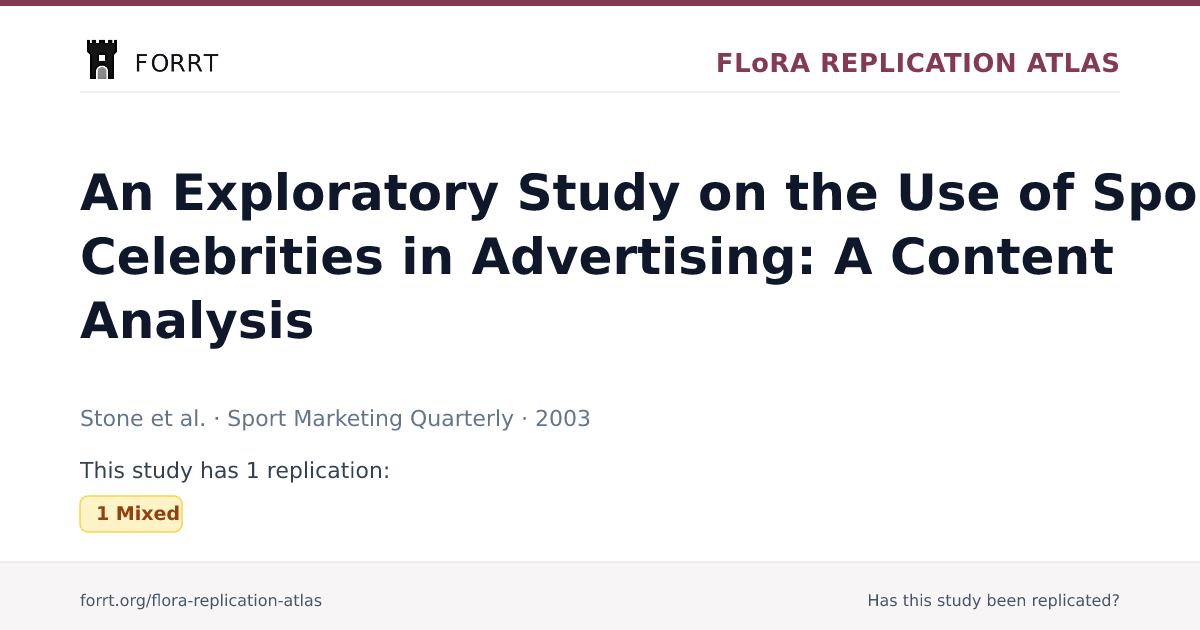 FORRT
FLoRA REPLICATION ATLAS
An Exploratory Study on the Use of Spo
Celebrities in Advertising: A Content
Analysis
Stone et al. · Sport Marketing Quarterly · 2003
This study has 1 replication:
1 Mixed
forrt.org/flora-replication-atlas
Has this study been replicated?